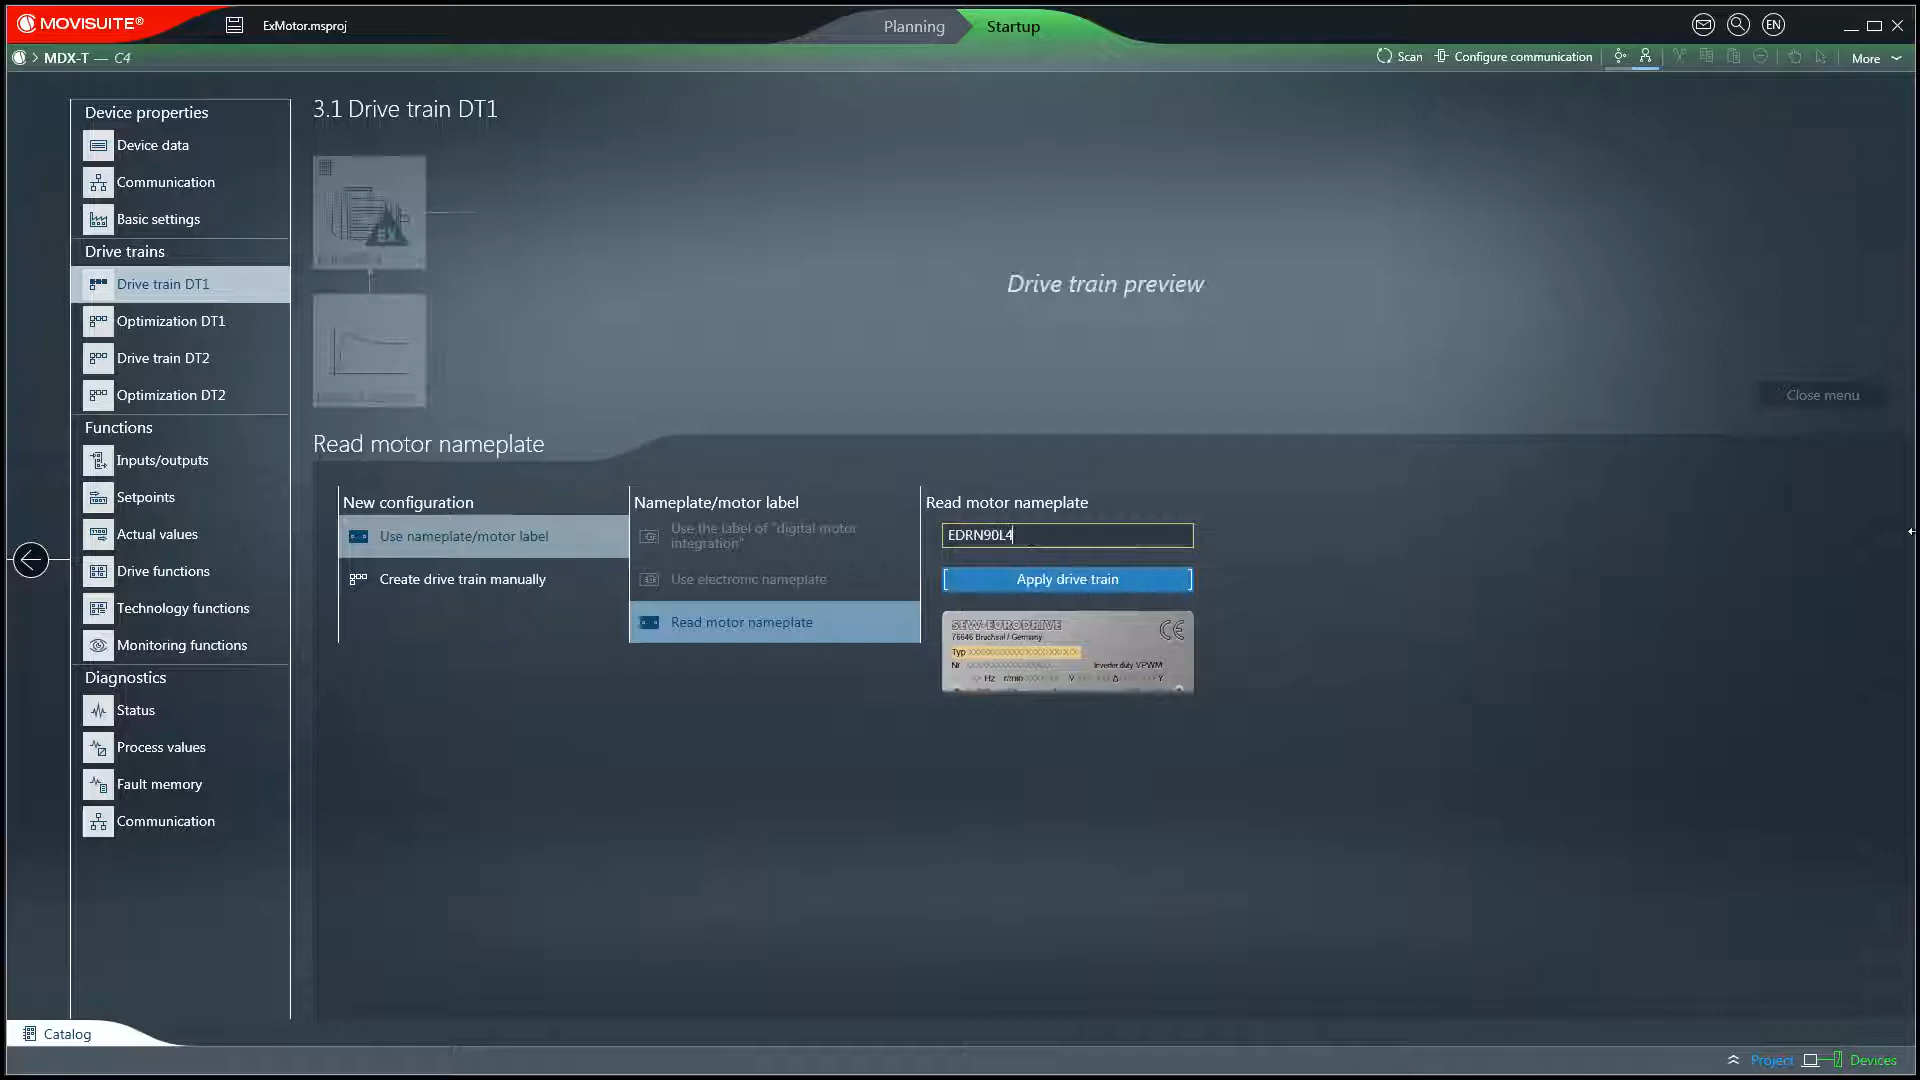 MOVISUITE®
ExMotor.msproj
Planning
Startup
EN
MDX-T — C4
Scan
Configure communication
More
Device properties
Device data
Communication
Basic settings
Drive trains
Drive train DT1
Optimization DT1
Drive train DT2
Optimization DT2
Functions
Inputs/outputs
Setpoints
Actual values
Drive functions
Technology functions
Monitoring functions
Diagnostics
Status
Process values
Fault memory
Communication
3.1 Drive train DT1
Drive train preview
Close menu
Read motor nameplate
New configuration
Use nameplate/motor label
Create drive train manually
Nameplate/motor label
Use the label of "digital motor
integration"
Use electronic nameplate
Read motor nameplate
Read motor nameplate
EDRN90L4
Apply drive train
SEW-EURODRIVE
76646 Bruchsal / Germany
CE
Typ
Nr
Inverter duty VPWM
Hz r/min V Δ Y
Catalog
Project
Devices